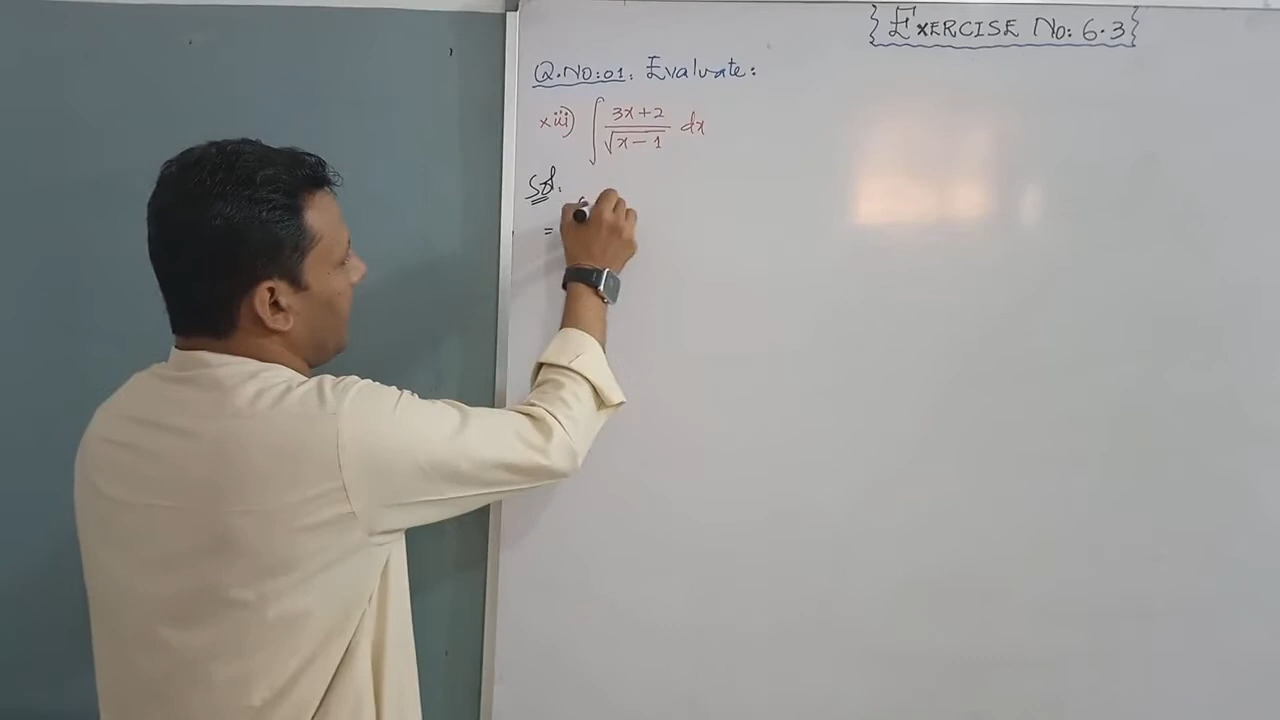 {EXERCISE No: 6.3}
Q.No:01. Evaluate:
xiii) ∫ (3x+2)/√(x-1) dx
Sol:
=